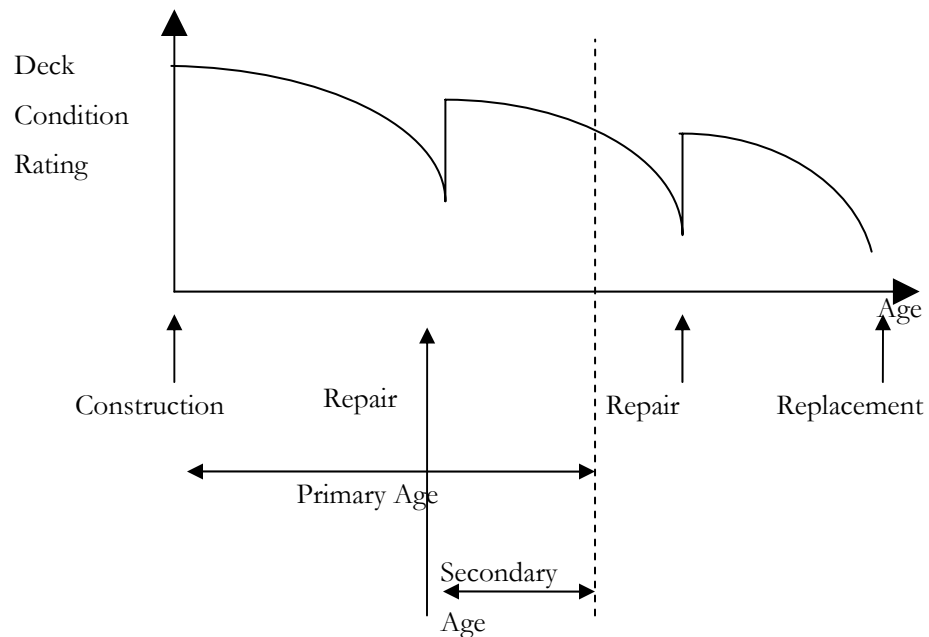 Deck
Condition
Rating
Age
Construction
Repair
Repair
Replacement
Primary Age
Secondary
Age